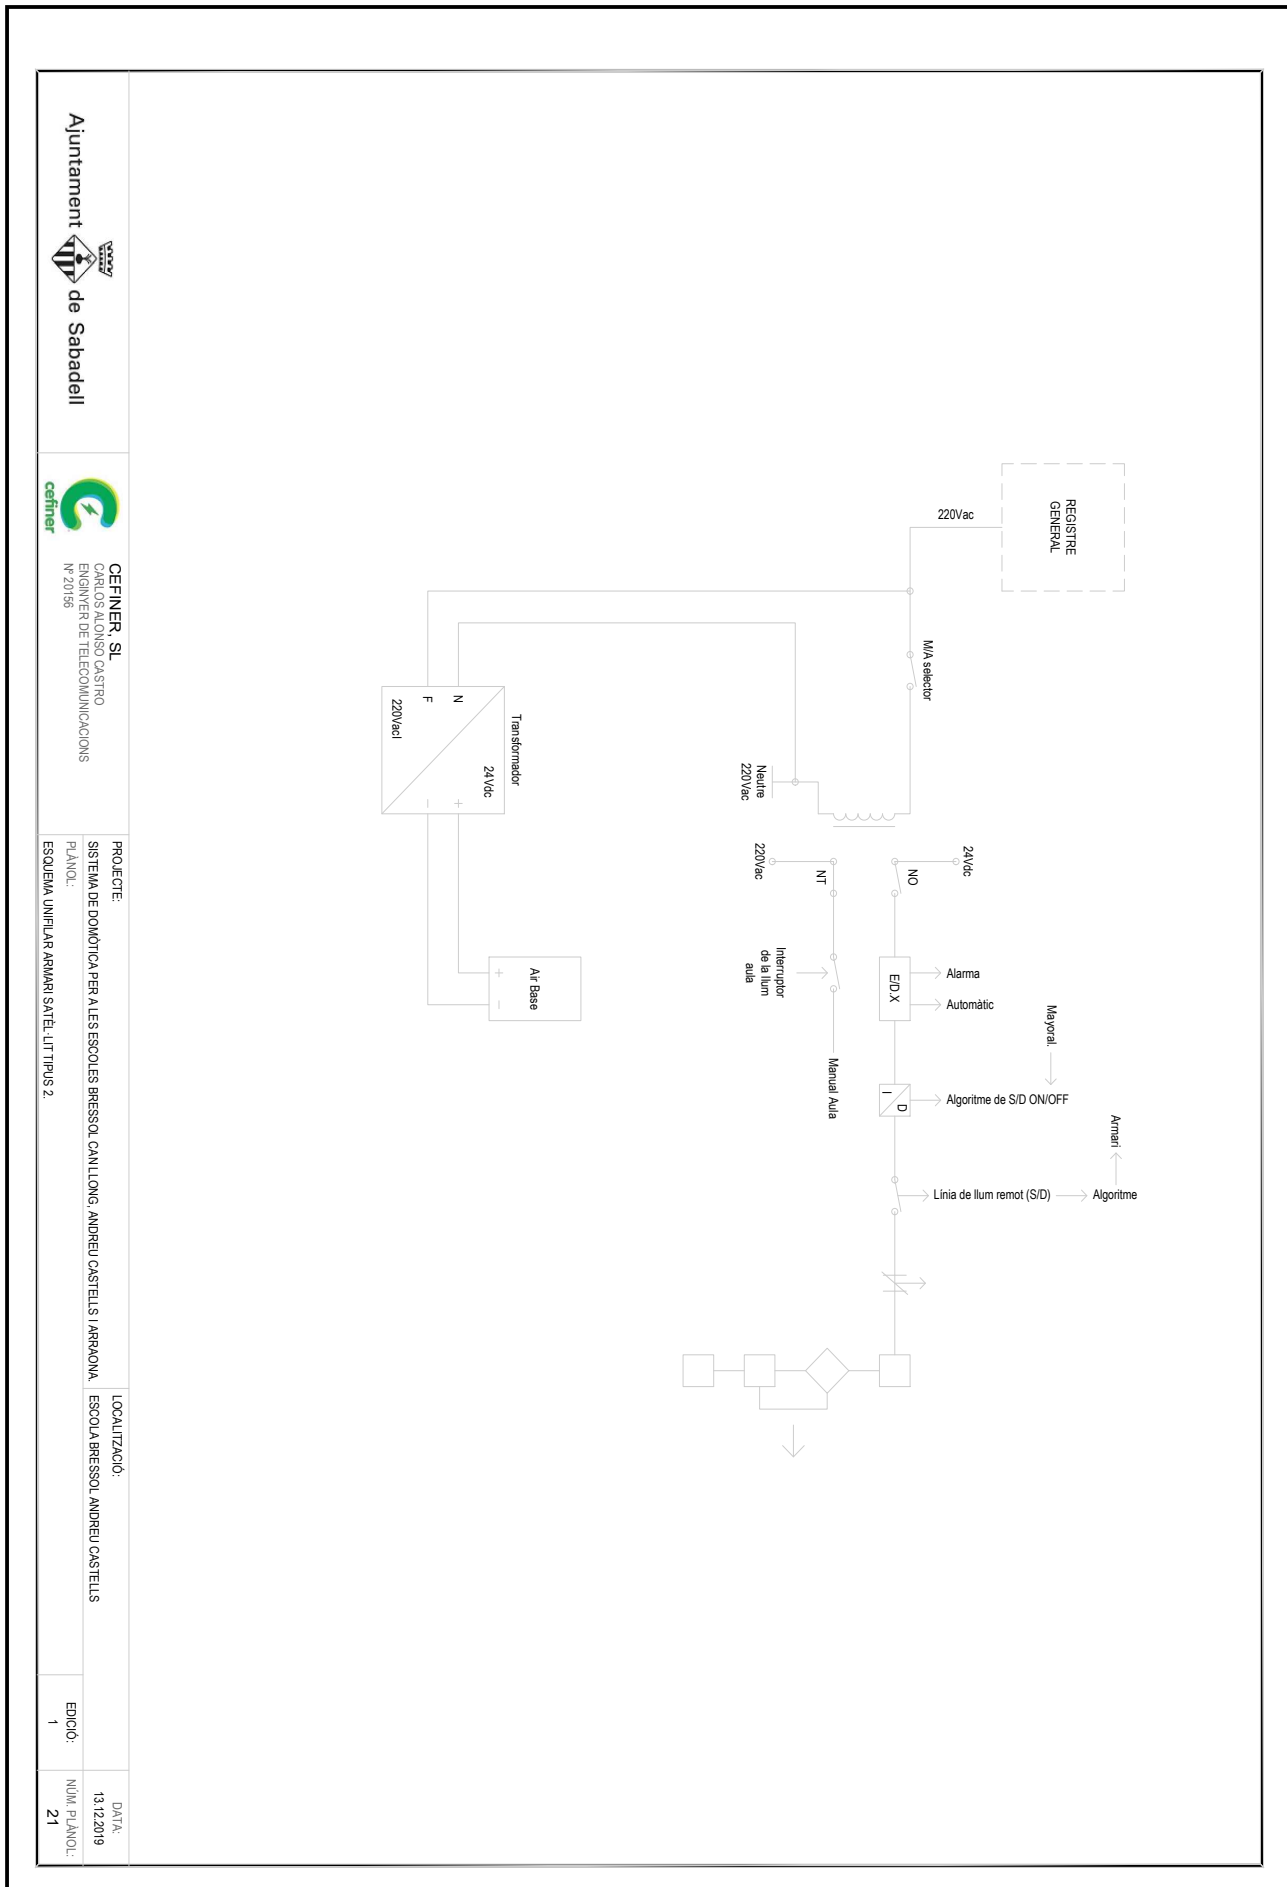 REGISTRE
GENERAL
220Vac
M/A selector
24Vdc
NO
E/D.X
Alarma
Automàtic
Mayoral.
D
I
Algoritme de S/D ON/OFF
Armari
Línia de llum remot (S/D)
Algoritme
Neutre
220Vac
220Vac
NT
Interruptor
de la llum
aula
Manual Aula
Transformador
N
F
220Vacl
24Vdc
+
–
Air Base
+
–
Ajuntament de Sabadell
cefiner
CEFINER, SL
CARLOS ALONSO CASTRO
ENGINYER DE TELECOMUNICACIONS
Nº 20156
PROJECTE:
SISTEMA DE DOMÒTICA PER A LES ESCOLES BRESSOL CAN LLONG, ANDREU CASTELLS I ARRAONA.
PLÀNOL:
ESQUEMA UNIFILAR ARMARI SATÈL·LIT TIPUS 2.
LOCALITZACIÓ:
ESCOLA BRESSOL ANDREU CASTELLS
EDICIÓ:
1
DATA:
13.12.2019
NÚM. PLÀNOL:
21